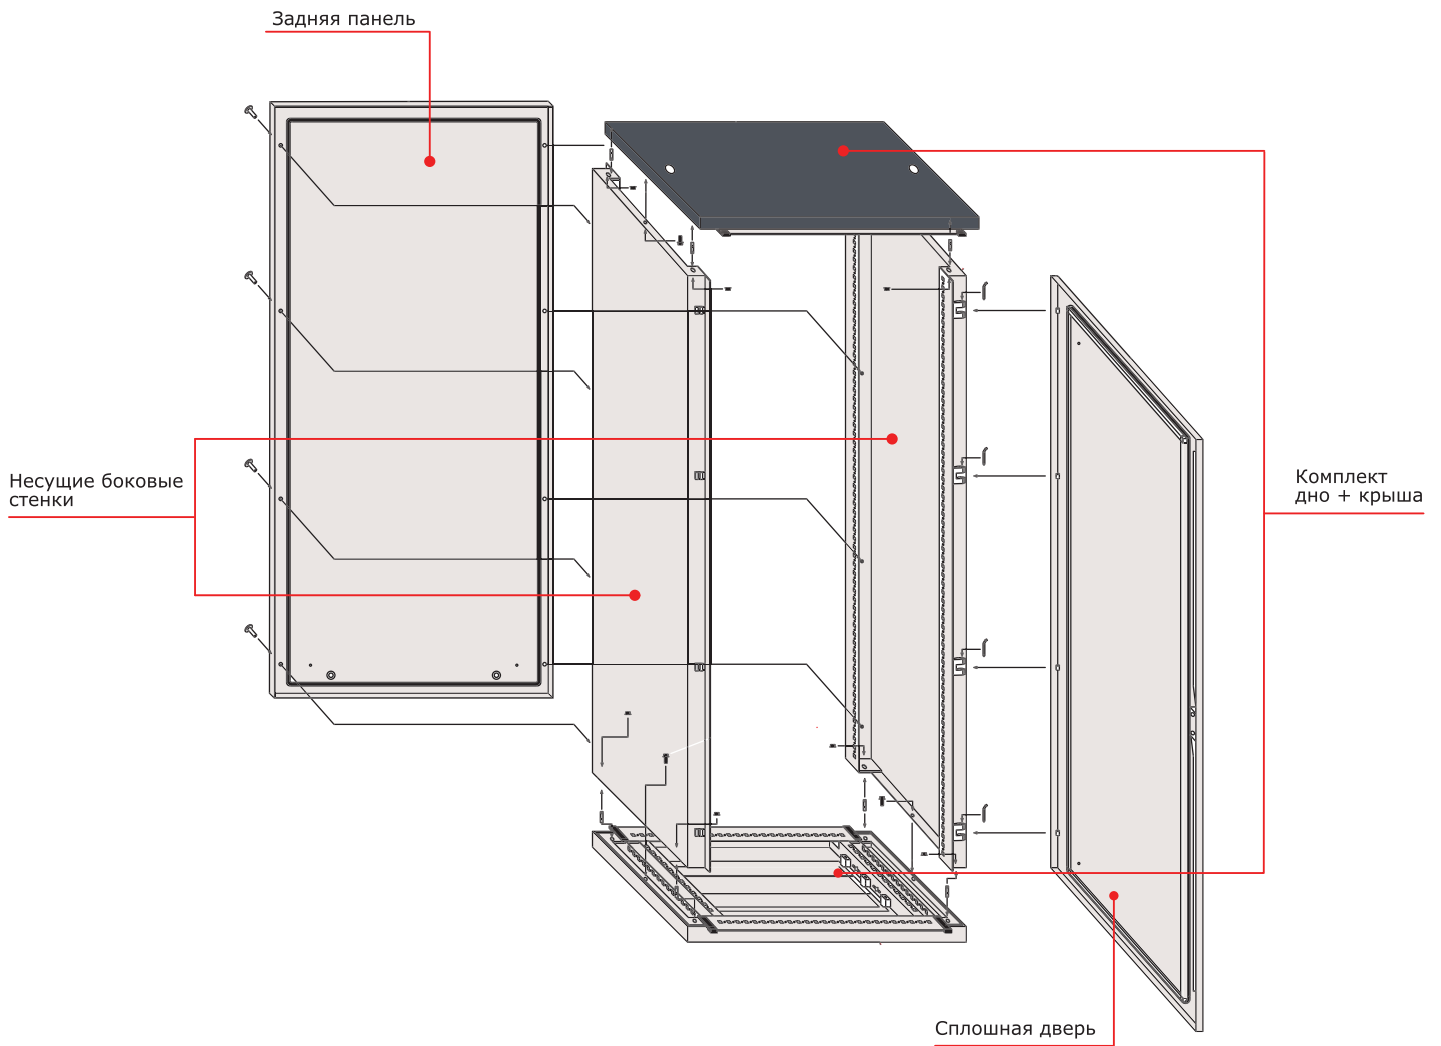 Задняя панель
Несущие боковые
стенки
Комплект
дно + крыша
Сплошная дверь